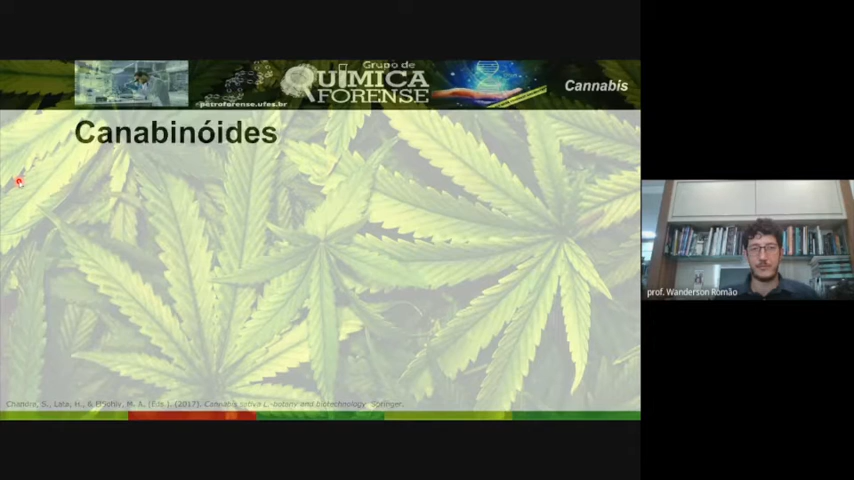 Grupo de
QUÍMICA
FORENSE
petroforense.ufes.br
Cannabis
Canabinóides
prof. Wanderson Romão
Chandra, S., Lata, H., & ElSohly, M. A. (Eds.). (2017). Cannabis sativa L.-botany and biotechnology. Springer.